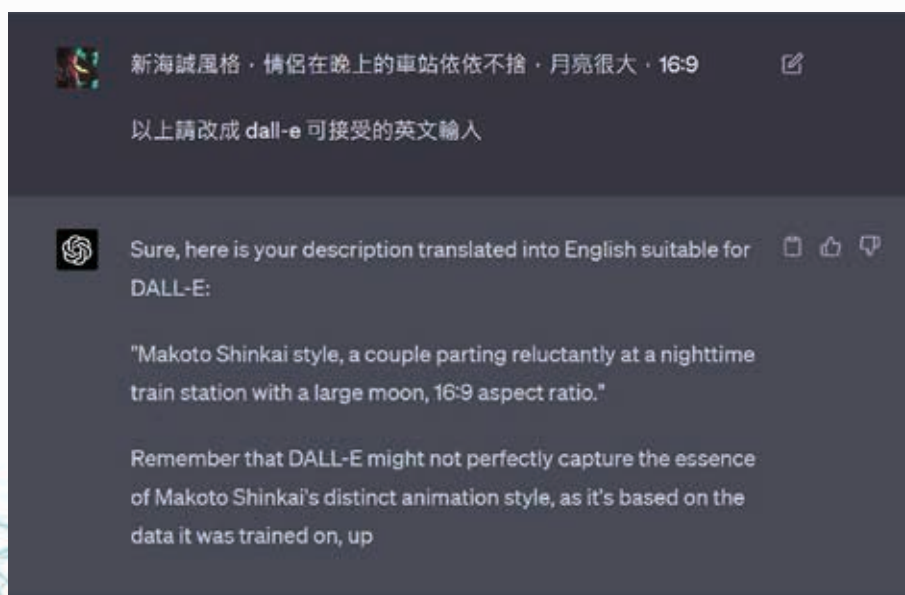 新海誠風格，情侶在晚上的車站依依不捨，月亮很大，16:9
以上請改成 dall-e 可接受的英文輸入
Sure, here is your description translated into English suitable for
DALL-E:
"Makoto Shinkai style, a couple parting reluctantly at a nighttime
train station with a large moon, 16:9 aspect ratio."
Remember that DALL-E might not perfectly capture the essence
of Makoto Shinkai's distinct animation style, as it's based on the
data it was trained on, up